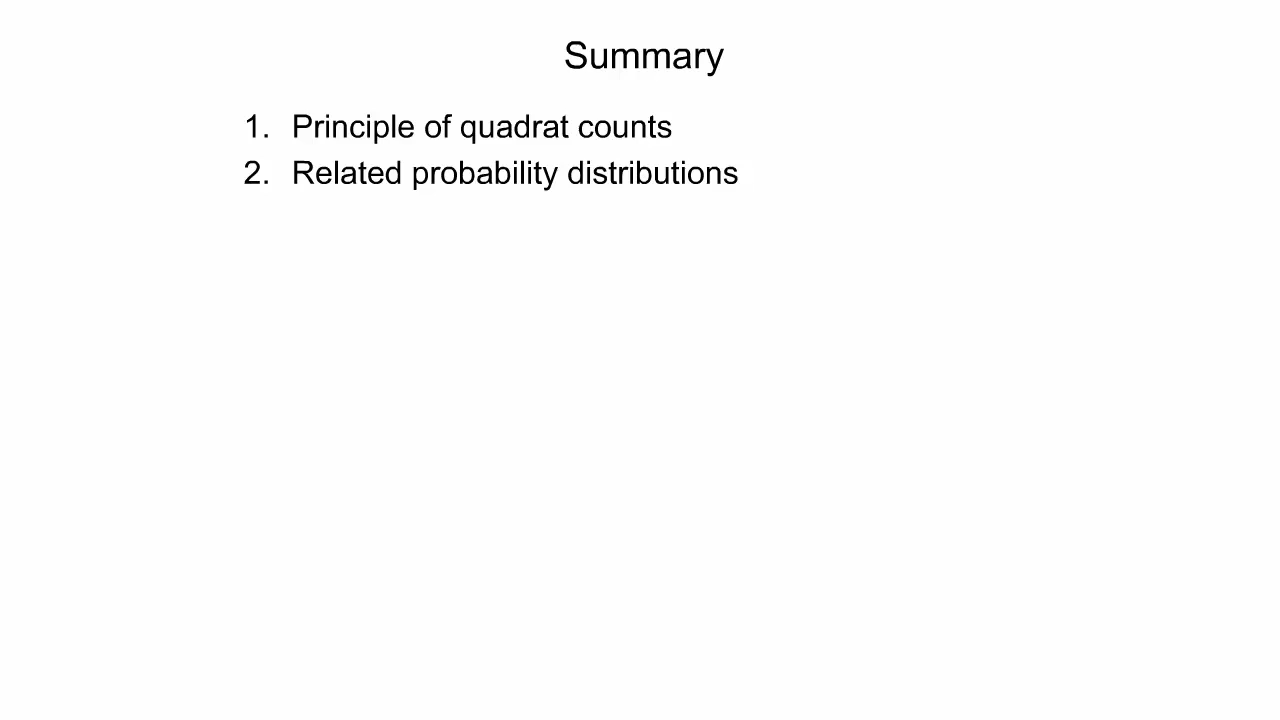 Summary
1. Principle of quadrat counts
2. Related probability distributions